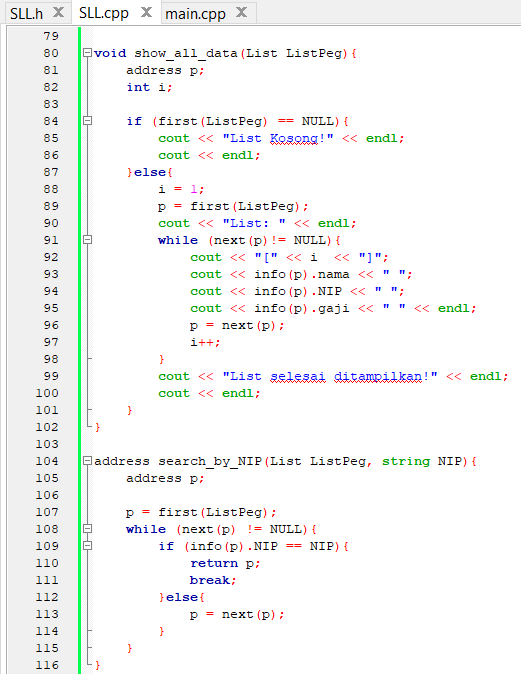 SLL.h X SLL.cpp X main.cpp X
79
80 void show_all_data(List ListPeg){
81     address p;
82     int i;
83
84     if (first(ListPeg) == NULL){
85         cout << "List Kosong!" << endl;
86         cout << endl;
87     }else{
88         i = 1;
89         p = first(ListPeg);
90         cout << "List: " << endl;
91         while (next(p)!= NULL){
92             cout << "[" << i  << "]";
93             cout << info(p).nama << " ";
94             cout << info(p).NIP << " ";
95             cout << info(p).gaji << " " << endl;
96             p = next(p);
97             i++;
98         }
99         cout << "List selesai ditampilkan!" << endl;
100         cout << endl;
101     }
102 }
103
104 address search_by_NIP(List ListPeg, string NIP){
105     address p;
106
107     p = first(ListPeg);
108     while (next(p) != NULL){
109         if (info(p).NIP == NIP){
110             return p;
111             break;
112         }else{
113             p = next(p);
114         }
115     }
116 }